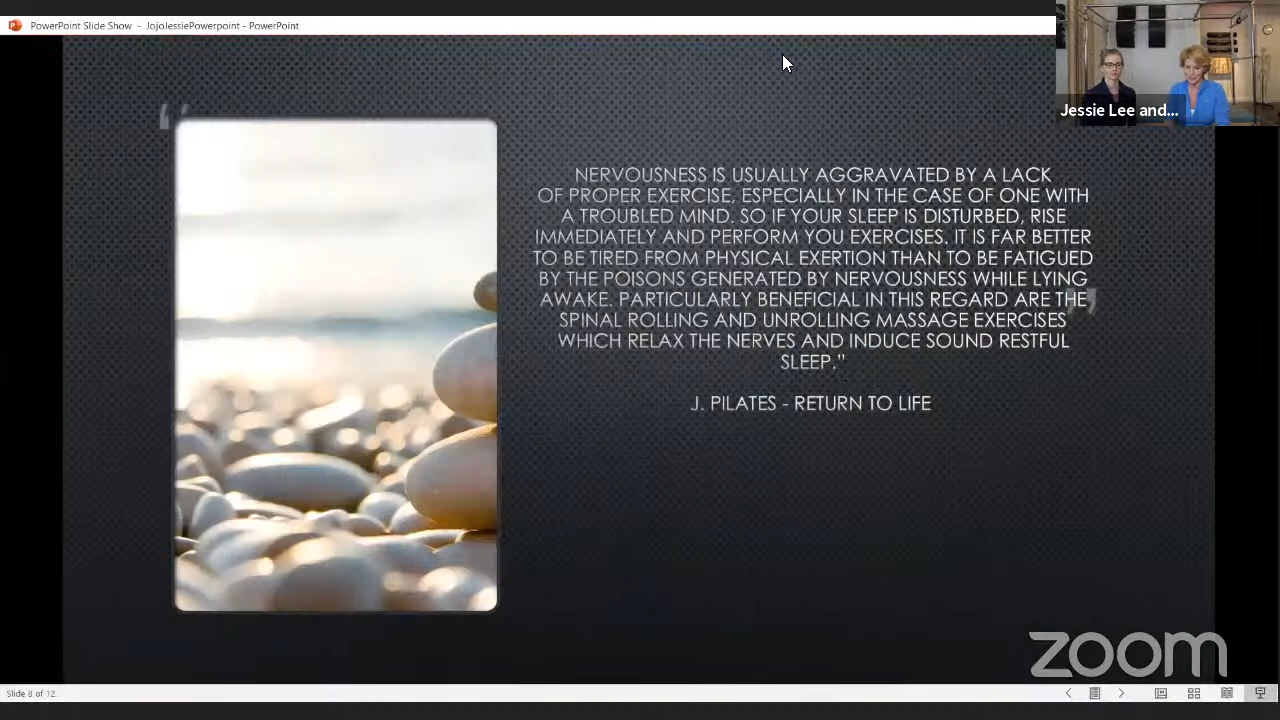 PowerPoint Slide Show - JojoJessiePowerpoint - PowerPoint
Jessie Lee and...
“
NERVOUSNESS IS USUALLY AGGRAVATED BY A LACK
OF PROPER EXERCISE, ESPECIALLY IN THE CASE OF ONE WITH
A TROUBLED MIND. SO IF YOUR SLEEP IS DISTURBED, RISE
IMMEDIATELY AND PERFORM YOU EXERCISES. IT IS FAR BETTER
TO BE TIRED FROM PHYSICAL EXERTION THAN TO BE FATIGUED
BY THE POISONS GENERATED BY NERVOUSNESS WHILE LYING
AWAKE. PARTICULARLY BENEFICIAL IN THIS REGARD ARE THE
”
SPINAL ROLLING AND UNROLLING MASSAGE EXERCISES
WHICH RELAX THE NERVES AND INDUCE SOUND RESTFUL
SLEEP.”
J. PILATES - RETURN TO LIFE
zoom
Slide 8 of 12